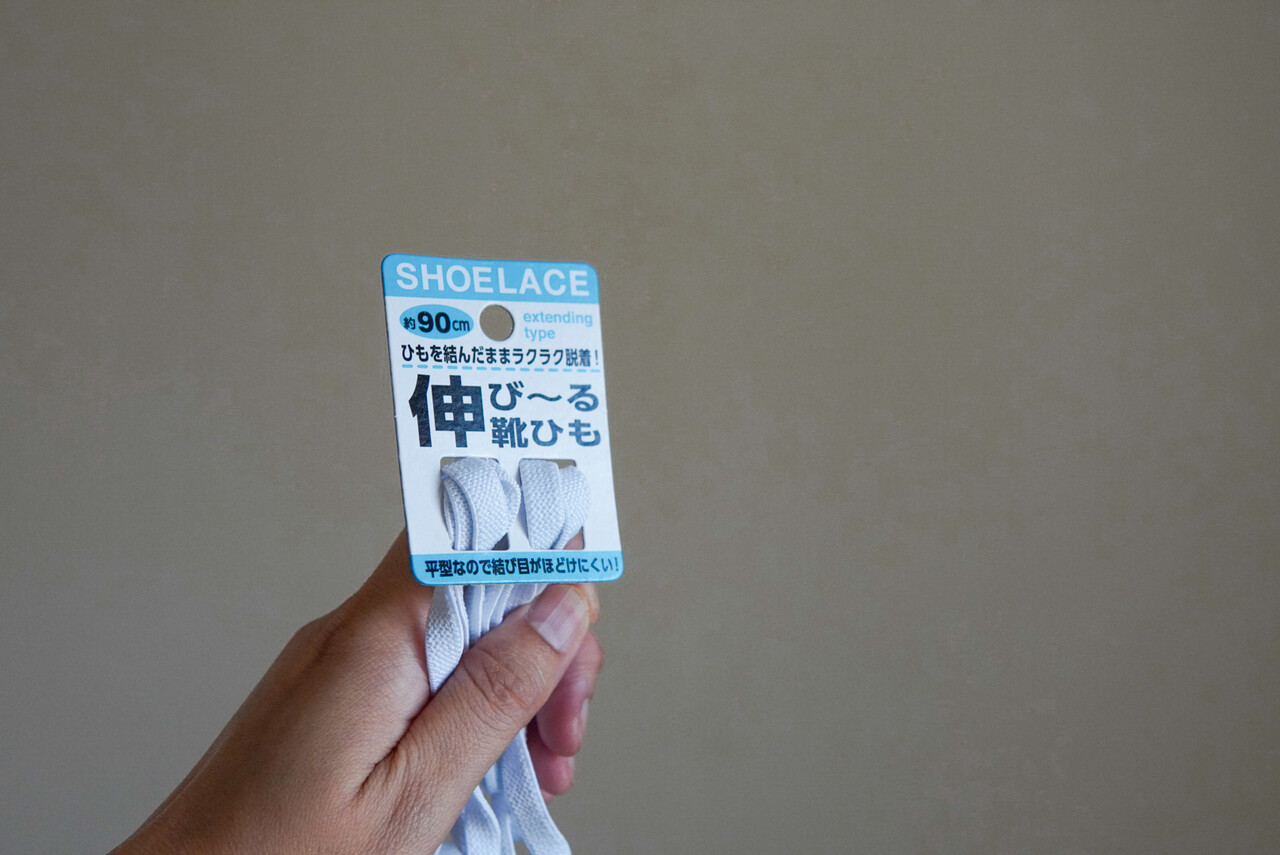 SHOELACE
約90cm
extending
type
ひもを結んだままラクラク脱着!
伸び〜る
靴ひも
平型なので結び目がほどけにくい!